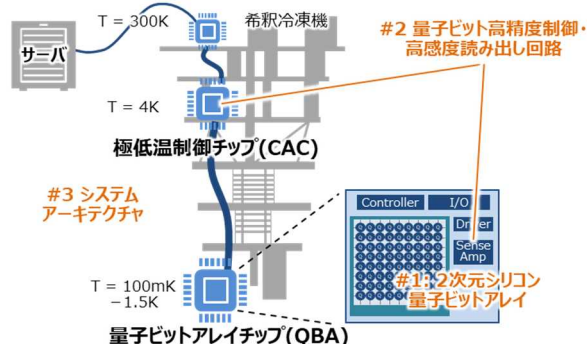 T = 300K
希釈冷凍機
サーバ
#2 量子ビット高精度制御・
高感度読み出し回路
T = 4K
極低温制御チップ(CAC)
#3 システム
アーキテクチャ
Controller
I/O
Driver
Sense
Amp
#1: 2次元シリコン
量子ビットアレイ
T = 100mK
−1.5K
量子ビットアレイチップ(QBA)